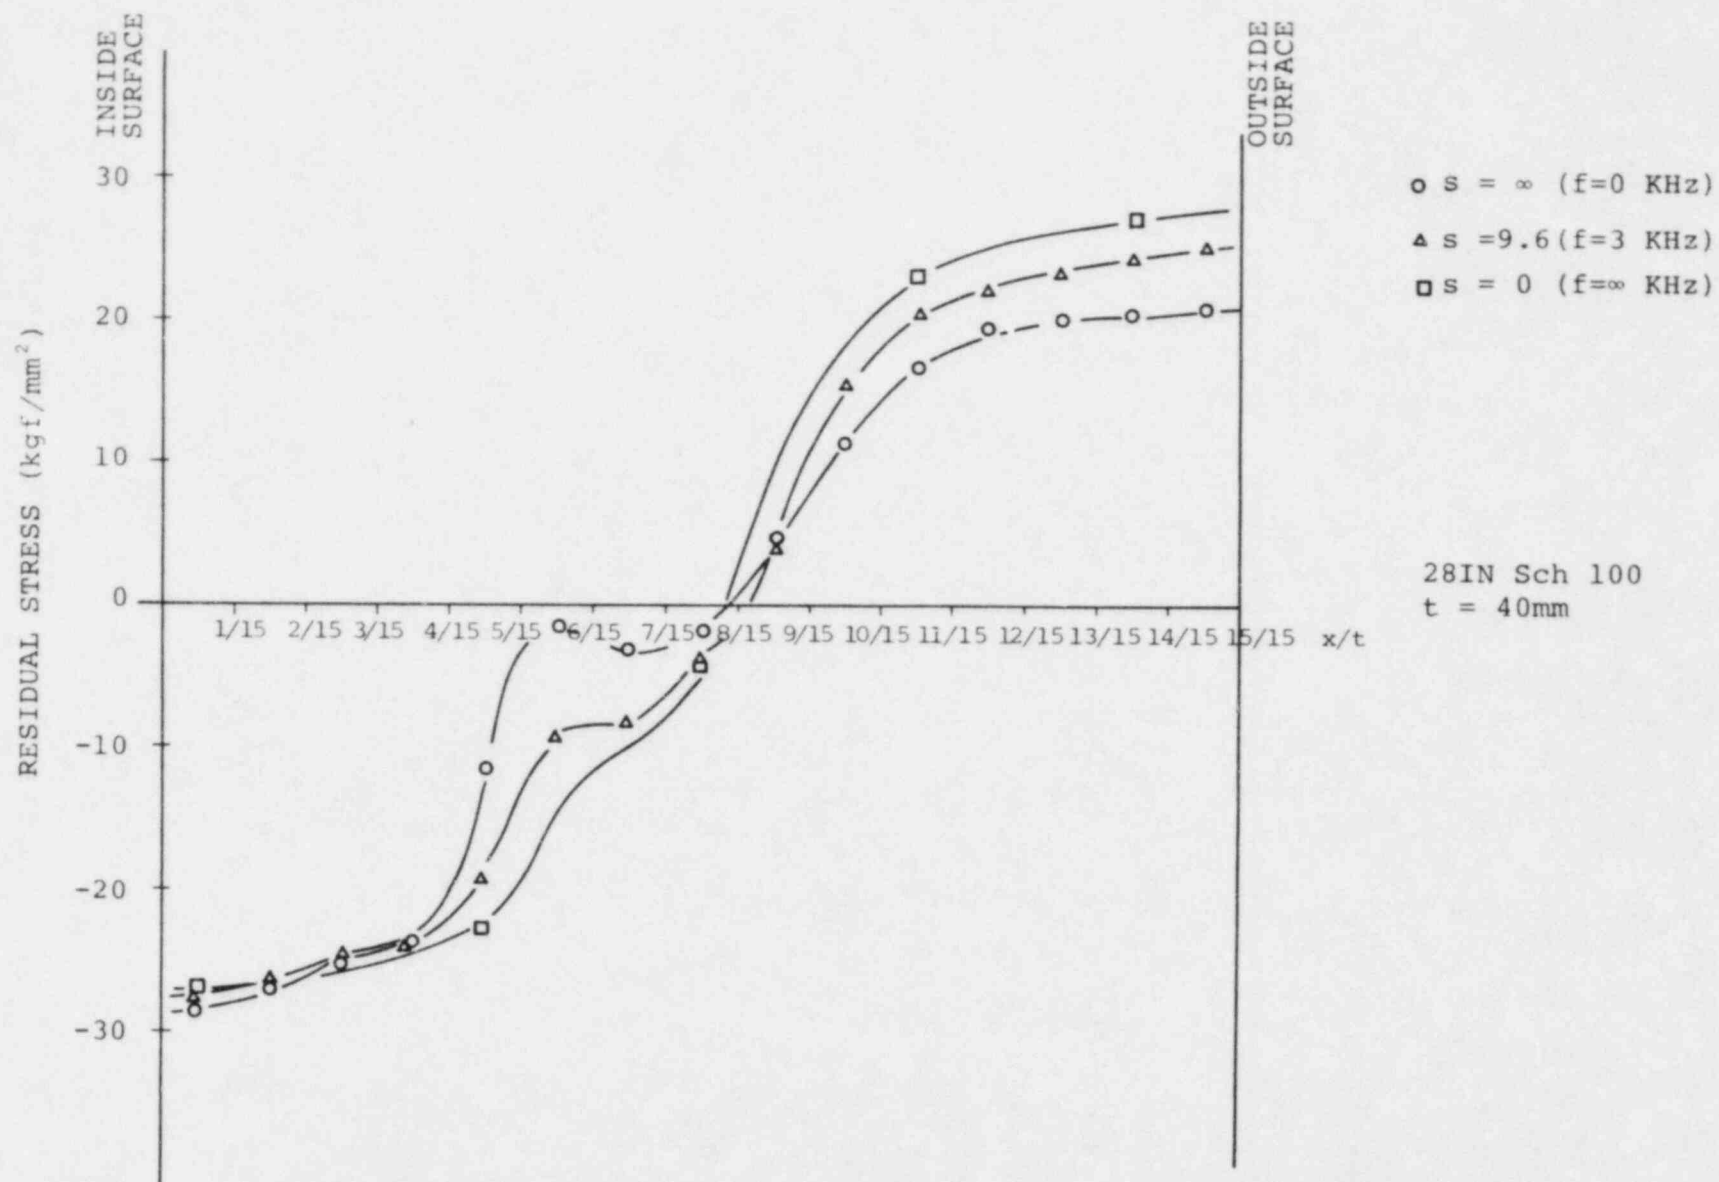 INSIDE
SURFACE
OUTSIDE
SURFACE
RESIDUAL STRESS (kgf/mm²)
30
20
10
0
-10
-20
-30
1/15 2/15 3/15 4/15 5/15 6/15 7/15 8/15 9/15 10/15 11/15 12/15 13/15 14/15 15/15 x/t
s = ∞ (f=0 KHz)
s =9.6(f=3 KHz)
s = 0 (f=∞ KHz)
28IN Sch 100
t = 40mm